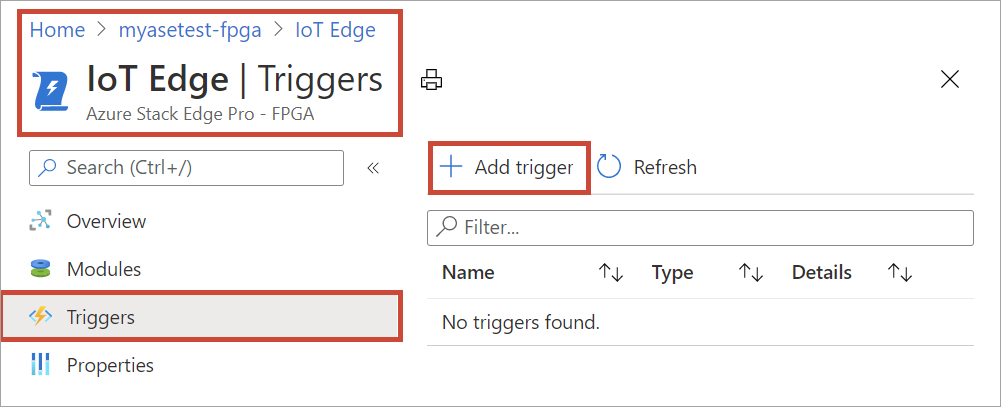 Home > myasetest-fpga > IoT Edge
IoT Edge | Triggers
Azure Stack Edge Pro - FPGA
Search (Ctrl+/)
«
Add trigger
Refresh
Overview
Modules
Triggers
Properties
Filter...
Name
Type
Details
No triggers found.